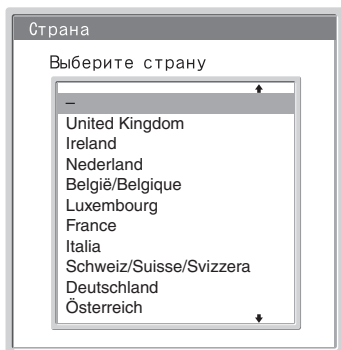 Страна
Выберите страну
–
United Kingdom
Ireland
Nederland
België/Belgique
Luxembourg
France
Italia
Schweiz/Suisse/Svizzera
Deutschland
Österreich